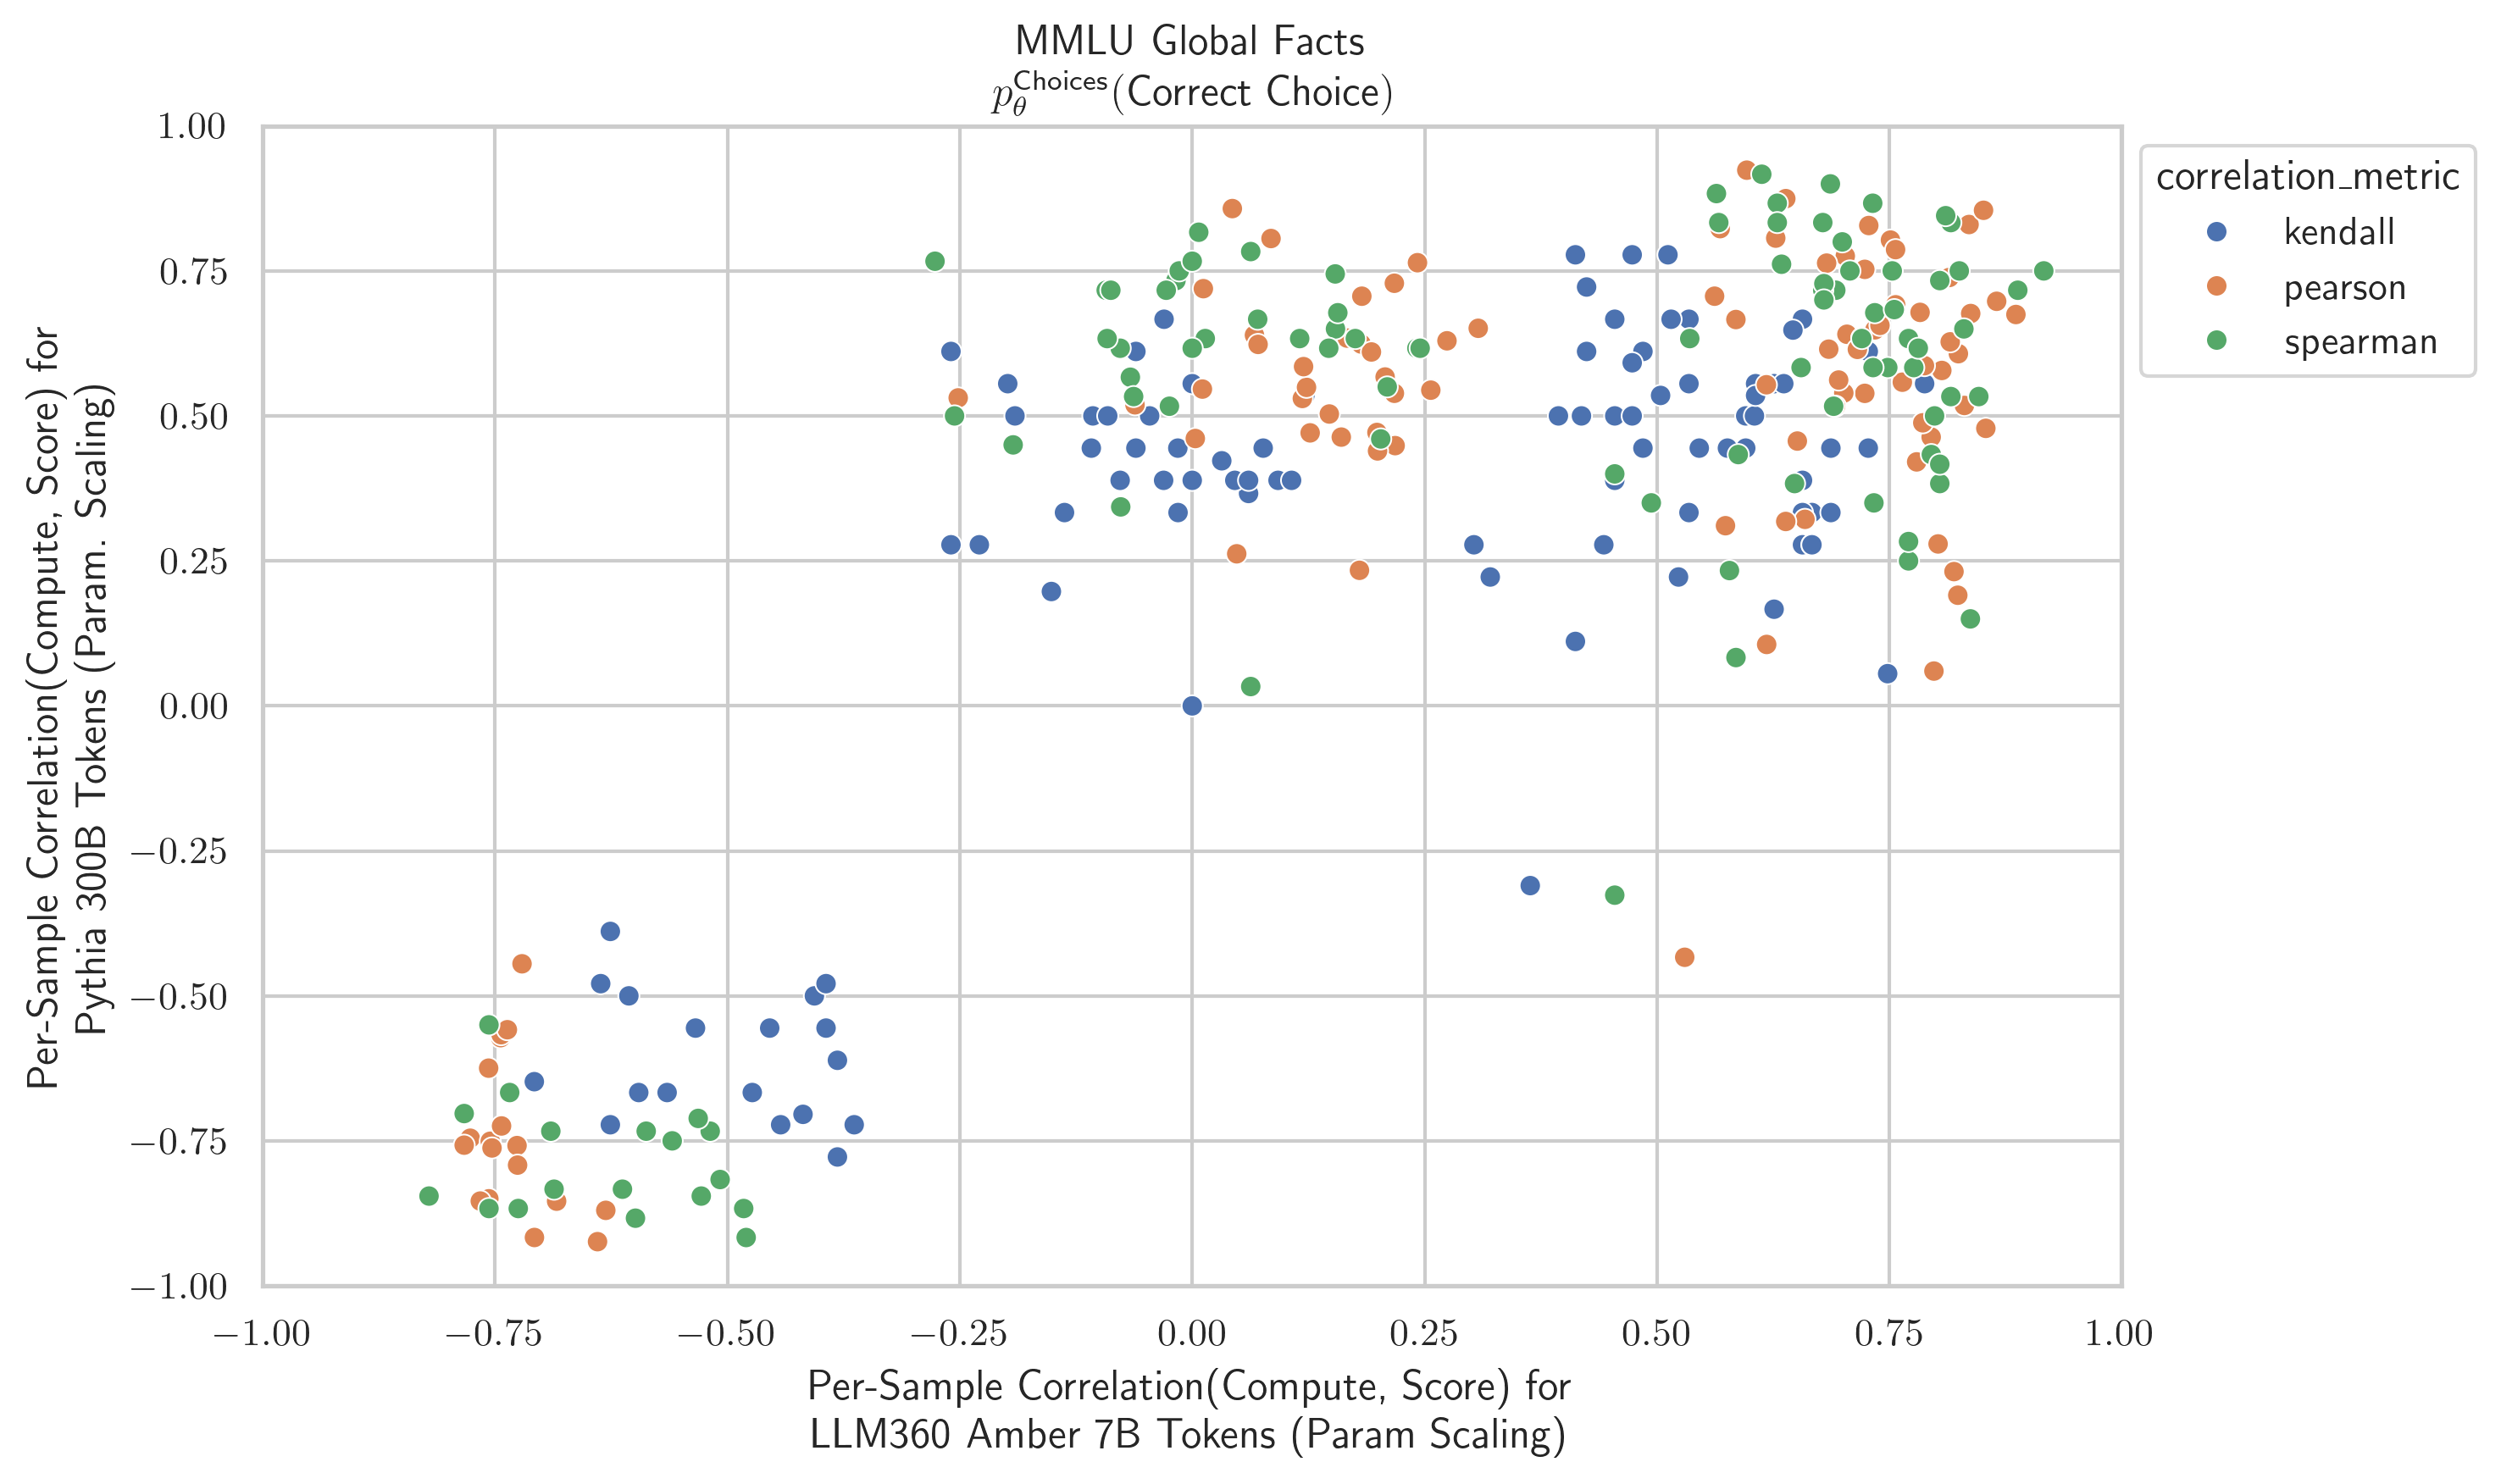 MMLU Global Facts
p_θ^Choices(Correct Choice)
1.00
0.75
0.50
0.25
0.00
−0.25
−0.50
−0.75
−1.00
Per-Sample Correlation(Compute, Score) for
Pythia 300B Tokens (Param. Scaling)
−1.00 −0.75 −0.50 −0.25 0.00 0.25 0.50 0.75 1.00
Per-Sample Correlation(Compute, Score) for
LLM360 Amber 7B Tokens (Param Scaling)
correlation_metric
kendall
pearson
spearman